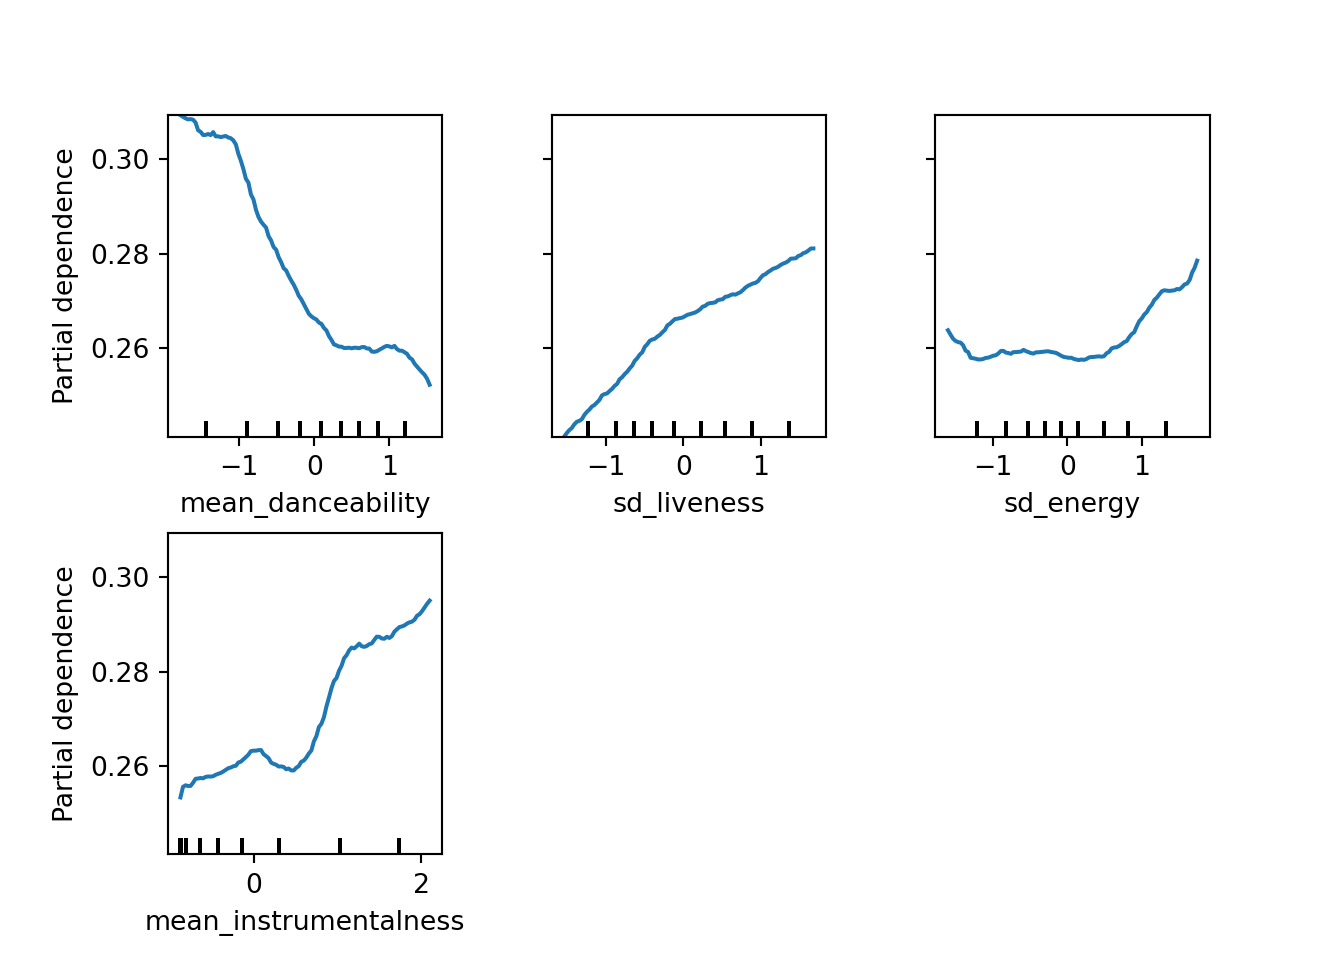 Partial dependence
0.30
0.28
0.26
−1 0 1
mean_danceability
−1 0 1
sd_liveness
−1 0 1
sd_energy
Partial dependence
0.30
0.28
0.26
0 2
mean_instrumentalness